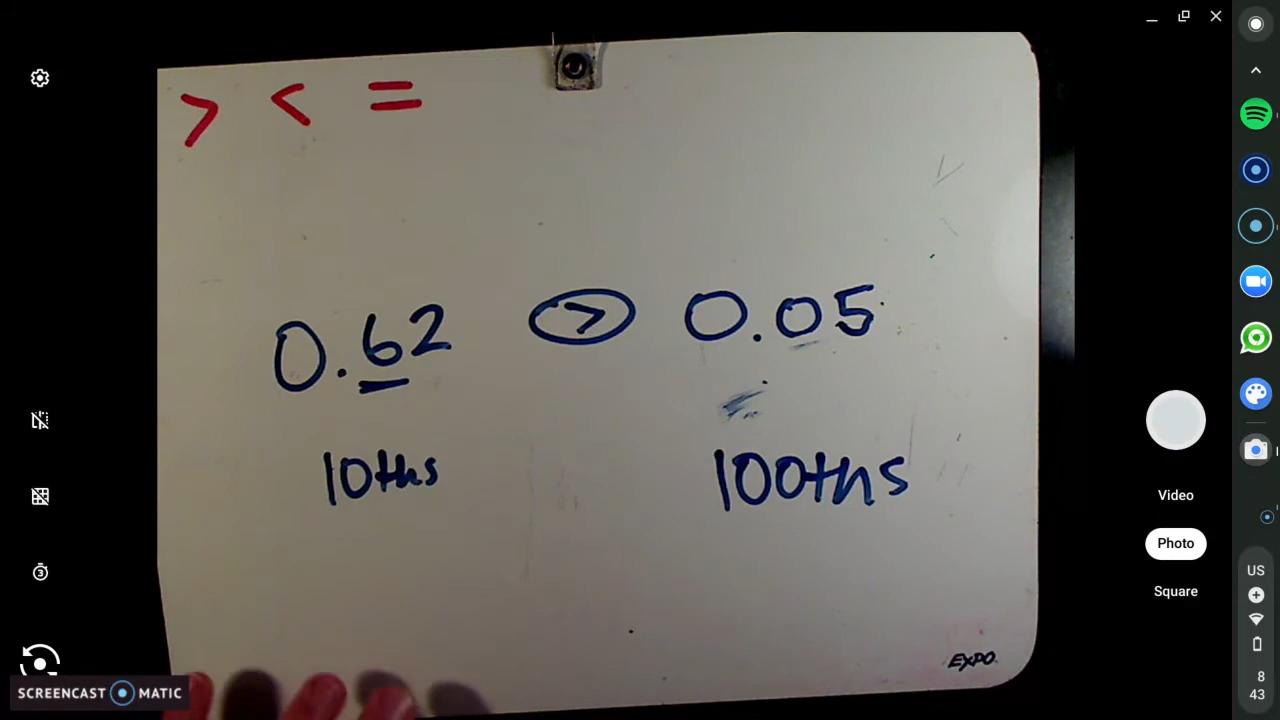 > < =
0.62 > 0.05
10ths 100ths
EXPO
Video
Photo
Square
US
8
43
SCREENCAST MATIC